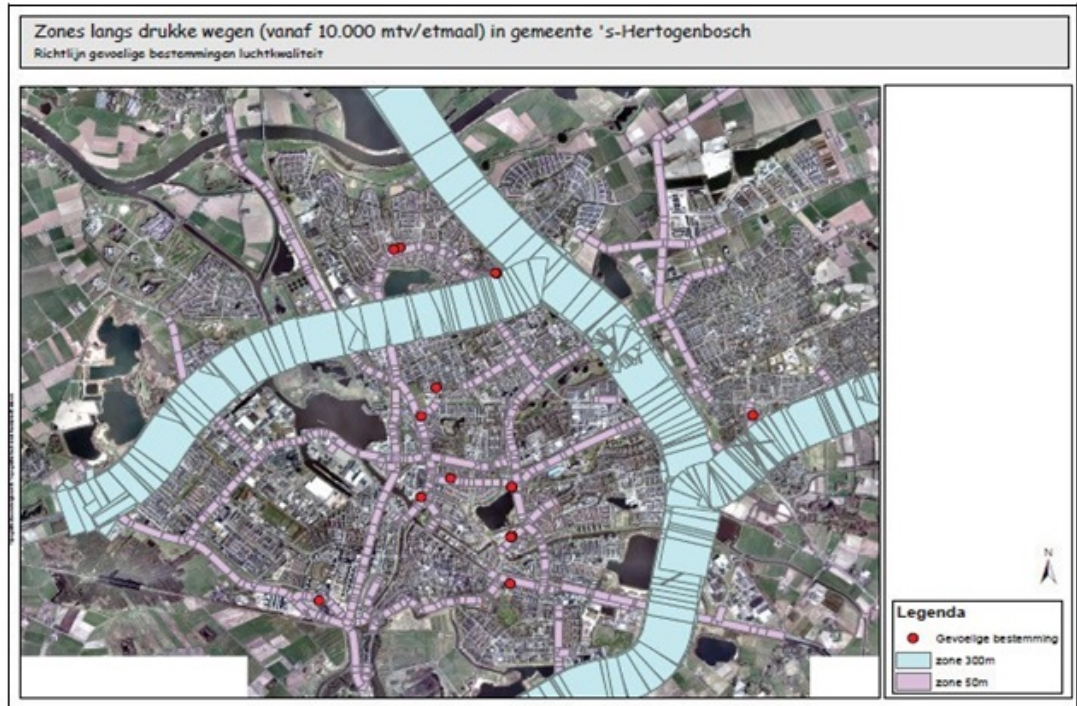 Zones langs drukke wegen (vanaf 10.000 mtv/etmaal) in gemeente 's-Hertogenbosch
Richtlijn gevoelige bestemmingen luchtkwaliteit
N
Legenda
Gevoelige bestemming
zone 300m
zone 50m